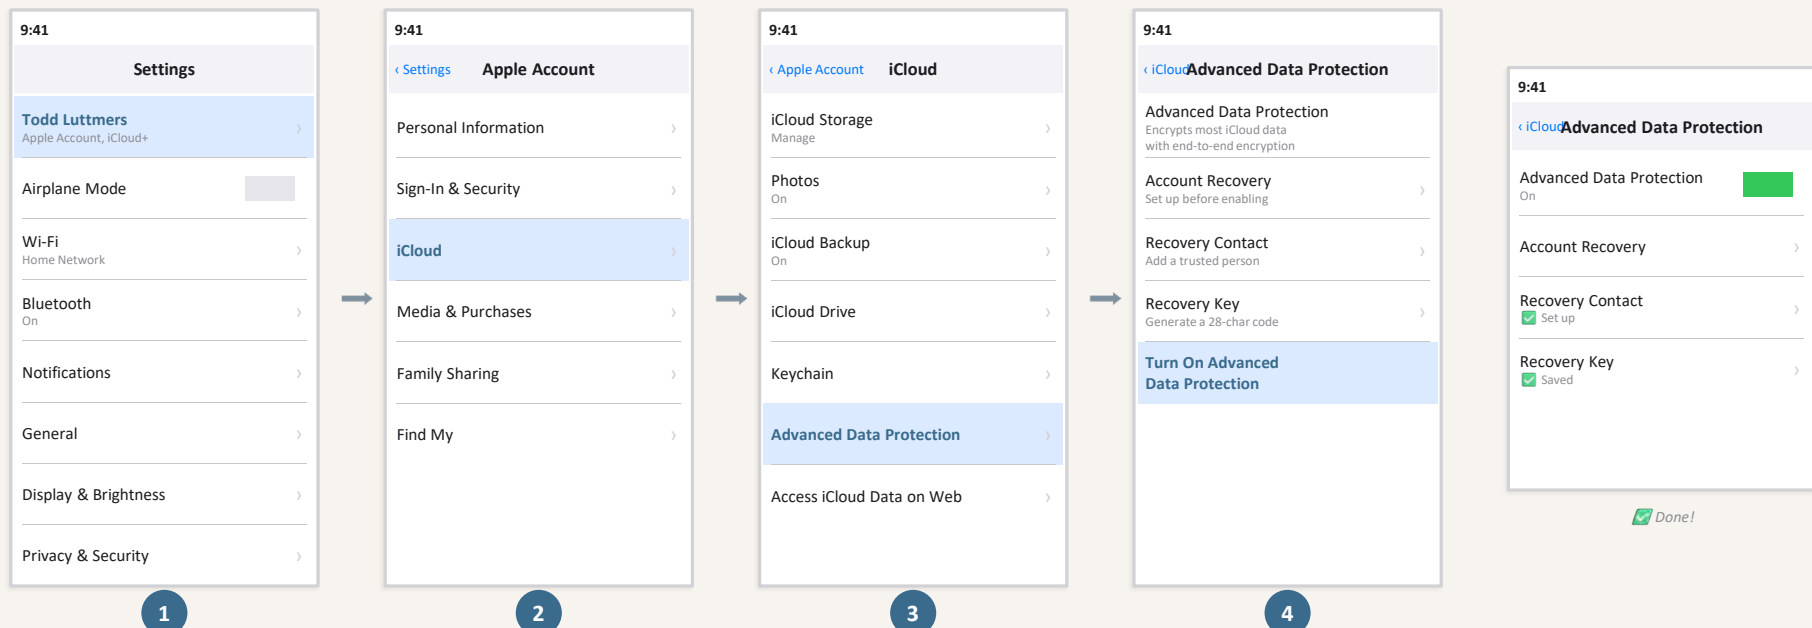 9:41
Settings
Todd Luttmers
Apple Account, iCloud+
Airplane Mode
Wi-Fi
Home Network
Bluetooth
On
Notifications
General
Display & Brightness
Privacy & Security
1
9:41
‹ Settings Apple Account
Personal Information
Sign-In & Security
iCloud
Media & Purchases
Family Sharing
Find My
2
9:41
‹ Apple Account iCloud
iCloud Storage
Manage
Photos
On
iCloud Backup
On
iCloud Drive
Keychain
Advanced Data Protection
Access iCloud Data on Web
3
9:41
‹ iCloud Advanced Data Protection
Advanced Data Protection
Encrypts most iCloud data
with end-to-end encryption
Account Recovery
Set up before enabling
Recovery Contact
Add a trusted person
Recovery Key
Generate a 28-char code
Turn On Advanced
Data Protection
4
9:41
‹ iCloud Advanced Data Protection
Advanced Data Protection
On
Account Recovery
Recovery Contact
✅ Set up
Recovery Key
✅ Saved
✅ Done!